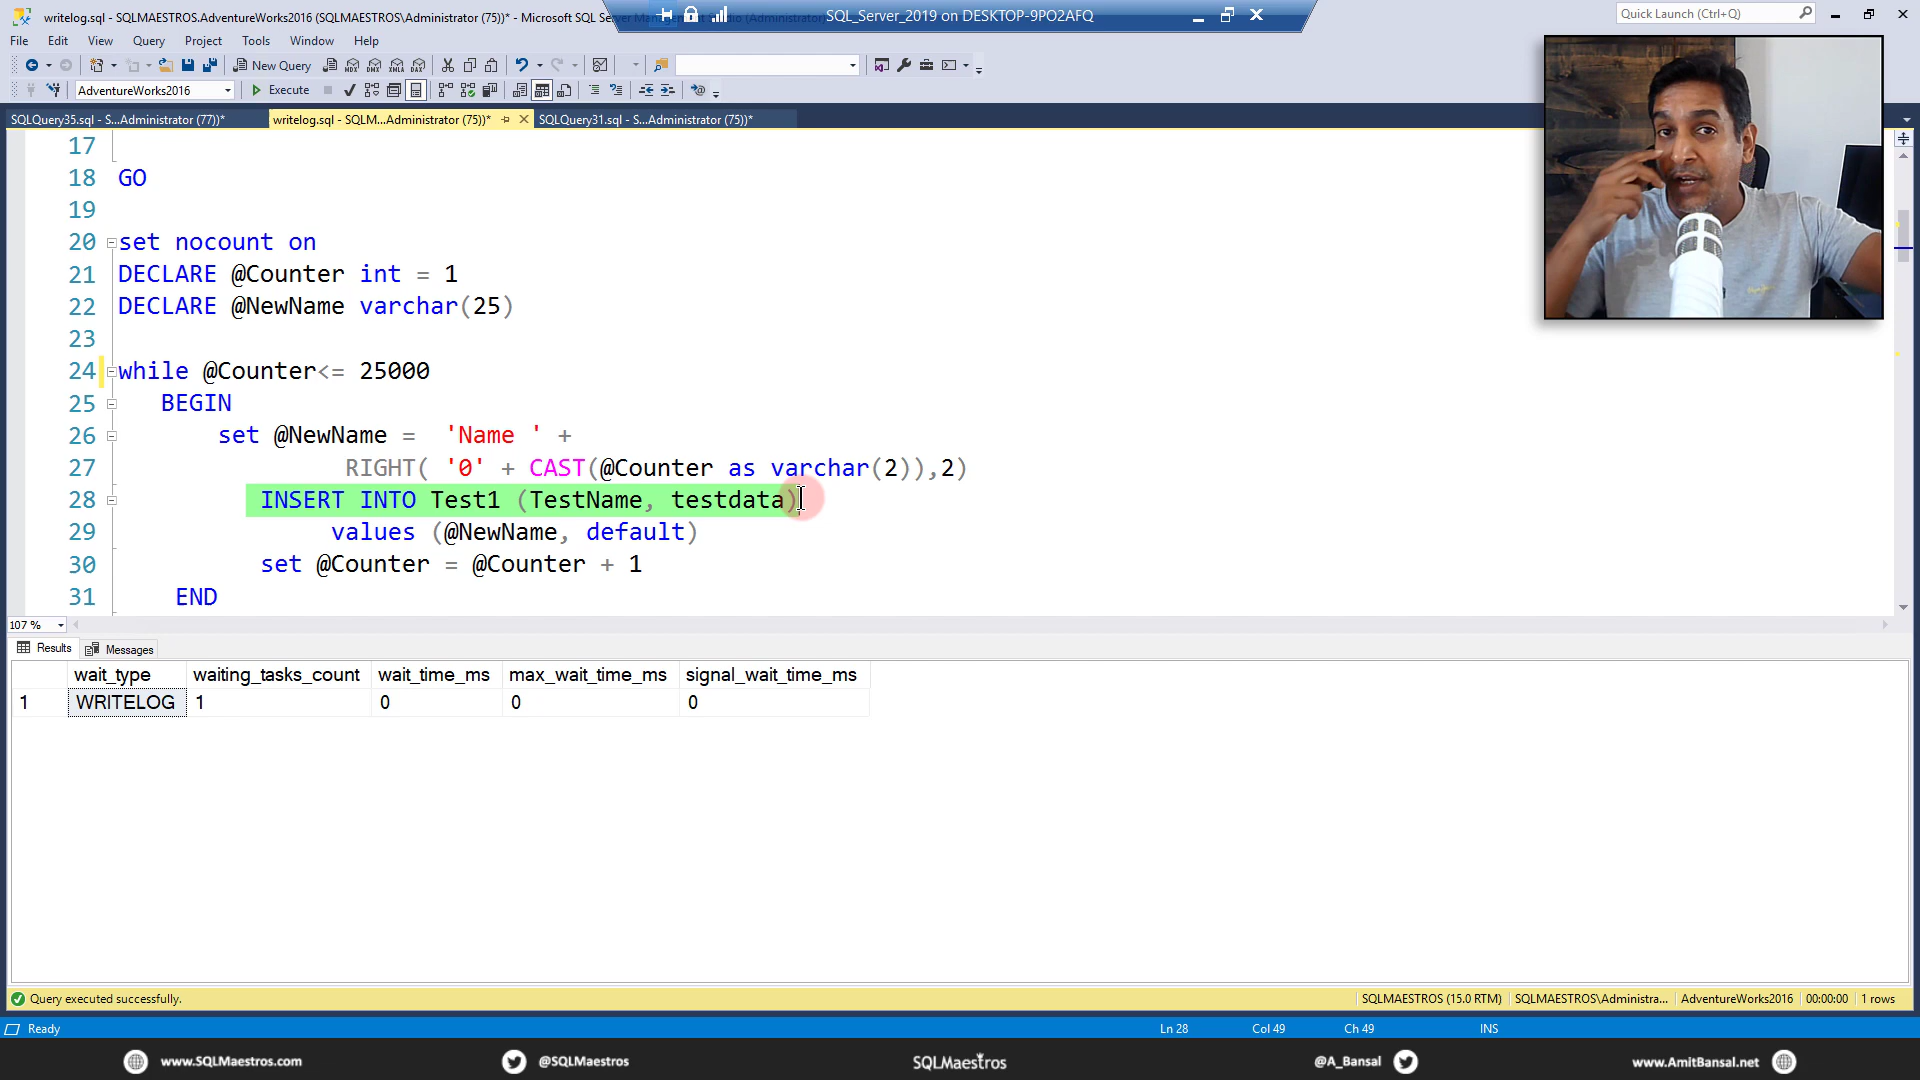 writelog.sql - SQLMAESTROS.AdventureWorks2016 (SQLMAESTROS\Administrator (75))* - Microsoft SQL Ser
SQL_Server_2019 on DESKTOP-9PO2AFQ
Quick Launch (Ctrl+Q)
File Edit View Query Project Tools Window Help
New Query
AdventureWorks2016 Execute
SQLQuery35.sql - S...Administrator (77))* writelog.sql - SQLM...Administrator (75))* SQLQuery31.sql - S...Administrator (75))*
17
18 GO
19
20 set nocount on
21 DECLARE @Counter int = 1
22 DECLARE @NewName varchar(25)
23
24 while @Counter<= 25000
25 BEGIN
26 set @NewName = 'Name ' +
27 RIGHT( '0' + CAST(@Counter as varchar(2)),2)
28 INSERT INTO Test1 (TestName, testdata)
29 values (@NewName, default)
30 set @Counter = @Counter + 1
31 END
107 %
Results Messages
wait_type waiting_tasks_count wait_time_ms max_wait_time_ms signal_wait_time_ms
1 WRITELOG 1 0 0 0
Query executed successfully. SQLMAESTROS (15.0 RTM) SQLMAESTROS\Administra... AdventureWorks2016 00:00:00 1 rows
Ready Ln 28 Col 49 Ch 49 INS
www.SQLMaestros.com @SQLMaestros SQLMaestros @A_Bansal www.AmitBansal.net